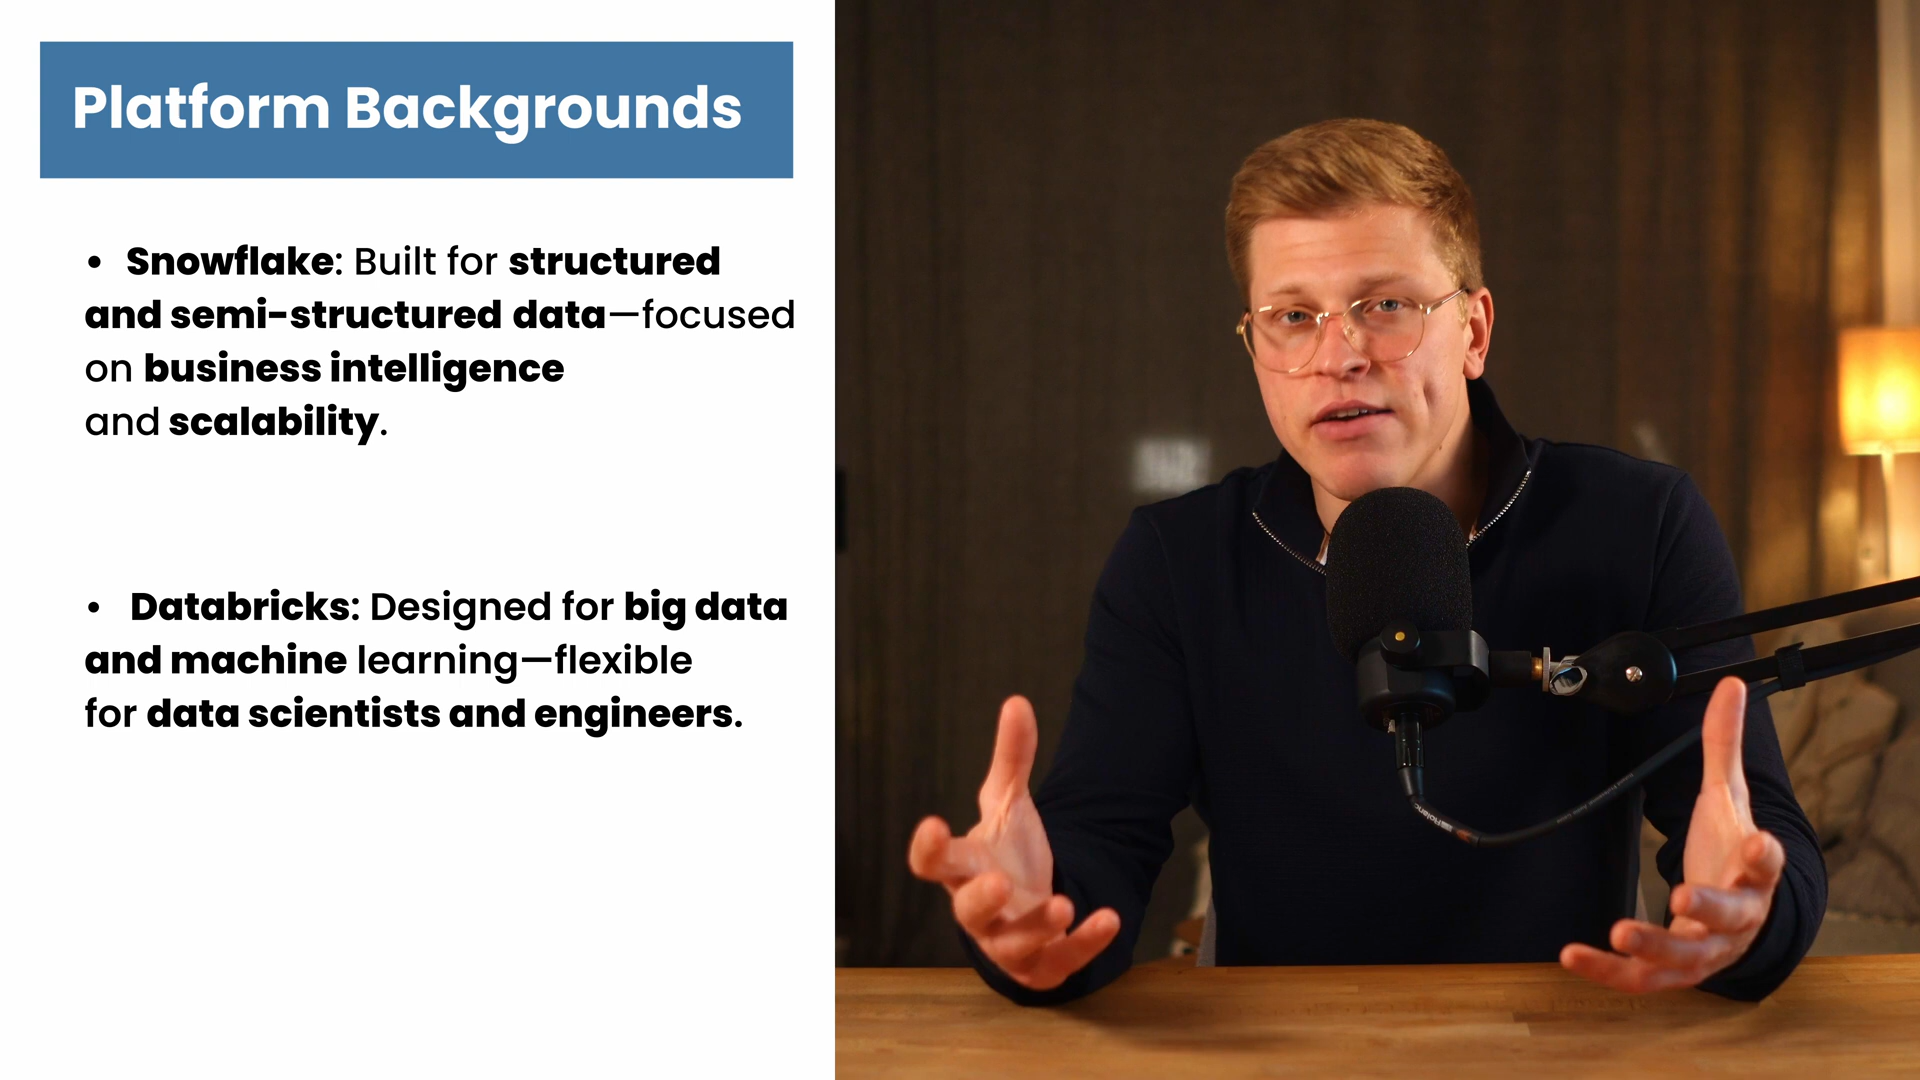 Platform Backgrounds
• Snowflake: Built for structured
and semi-structured data—focused
on business intelligence
and scalability.
• Databricks: Designed for big data
and machine learning—flexible
for data scientists and engineers.
Roland